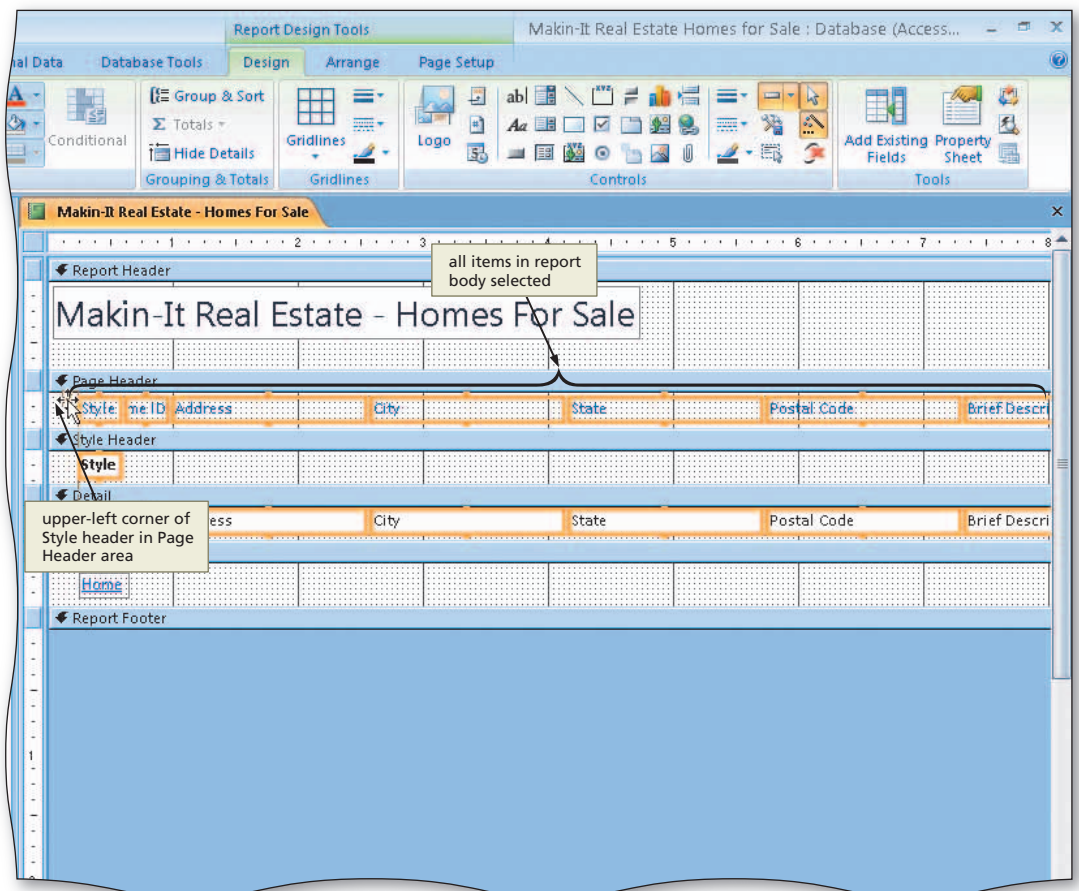 Report Design Tools
Makin-It Real Estate Homes for Sale : Database (Access...
nal Data Database Tools Design Arrange Page Setup
Conditional
Group & Sort
Σ Totals
Hide Details
Grouping & Totals
Gridlines
Gridlines
Logo
ab|
Aa
XYZ
Controls
Add Existing
Fields
Property
Sheet
Tools
Makin-It Real Estate - Homes For Sale
1 2 3 4 5 6 7 8
Report Header
all items in report
body selected
Makin-It Real Estate - Homes For Sale
Page Header
Style me ID Address City State Postal Code Brief Descri
Style Header
Style
Detail
upper-left corner of
Style header in Page
Header area
ess City State Postal Code Brief Descri
Home
Report Footer
1